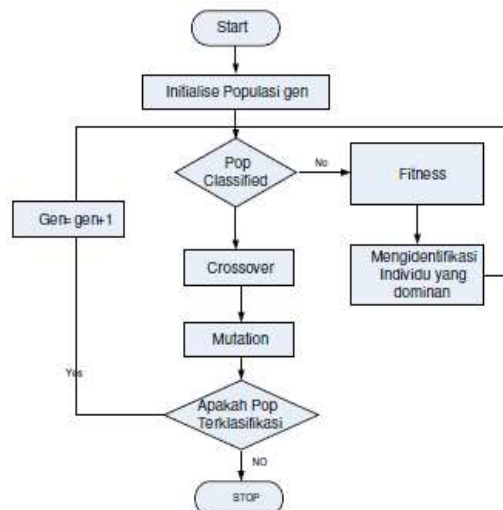 Start
Initialise Populasi gen
Pop
Classified
No
Fitness
Gen= gen+1
Crossover
Mengidentifikasi
Individu yang
dominan
Mutation
Yes
Apakah Pop
Terklasifikasi
NO
STOP